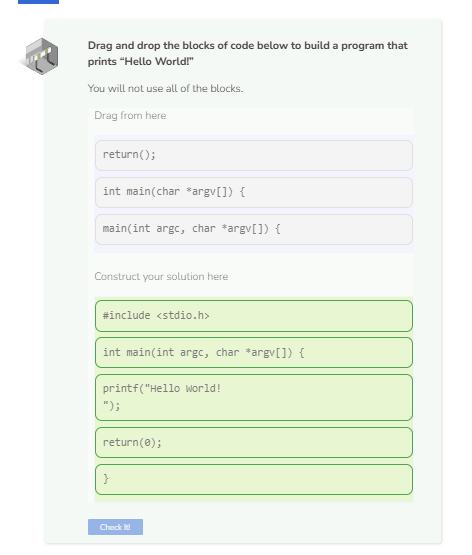 Drag and drop the blocks of code below to build a program that
prints “Hello World!”
You will not use all of the blocks.
Drag from here
return();
int main(char *argv[]) {
main(int argc, char *argv[]) {
Construct your solution here
#include <stdio.h>
int main(int argc, char *argv[]) {
printf("Hello World!
");
return(0);
}
Check It!